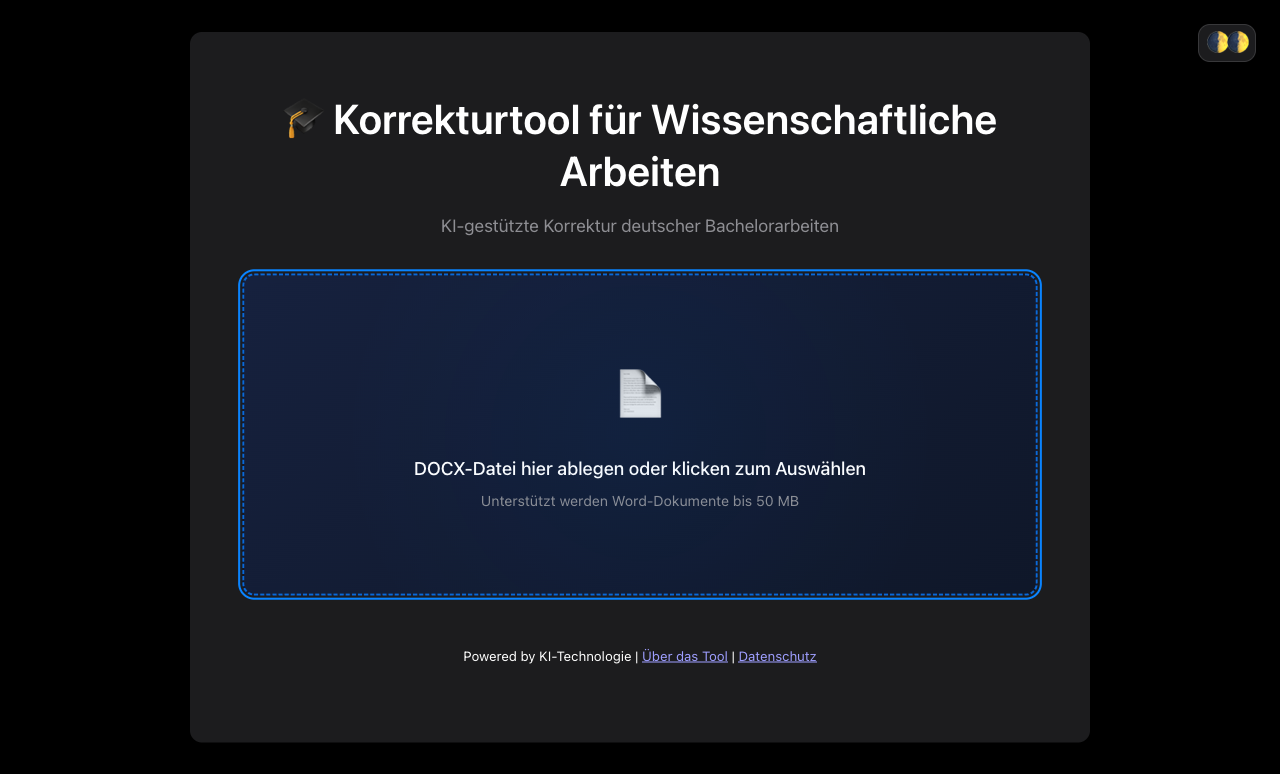 🎓 Korrekturtool für Wissenschaftliche
Arbeiten
KI-gestützte Korrektur deutscher Bachelorarbeiten
DOCX-Datei hier ablegen oder klicken zum Auswählen
Unterstützt werden Word-Dokumente bis 50 MB
Powered by KI-Technologie | Über das Tool | Datenschutz